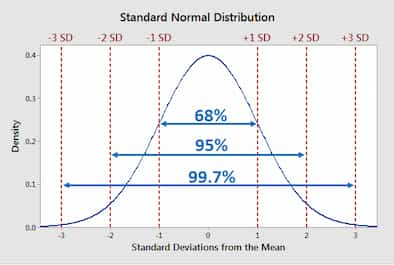 Standard Normal Distribution
-3 SD -2 SD -1 SD +1 SD +2 SD +3 SD
0.4
0.3
0.2
0.1
0.0
Density
68%
95%
99.7%
-3 -2 -1 0 1 2 3
Standard Deviations from the Mean